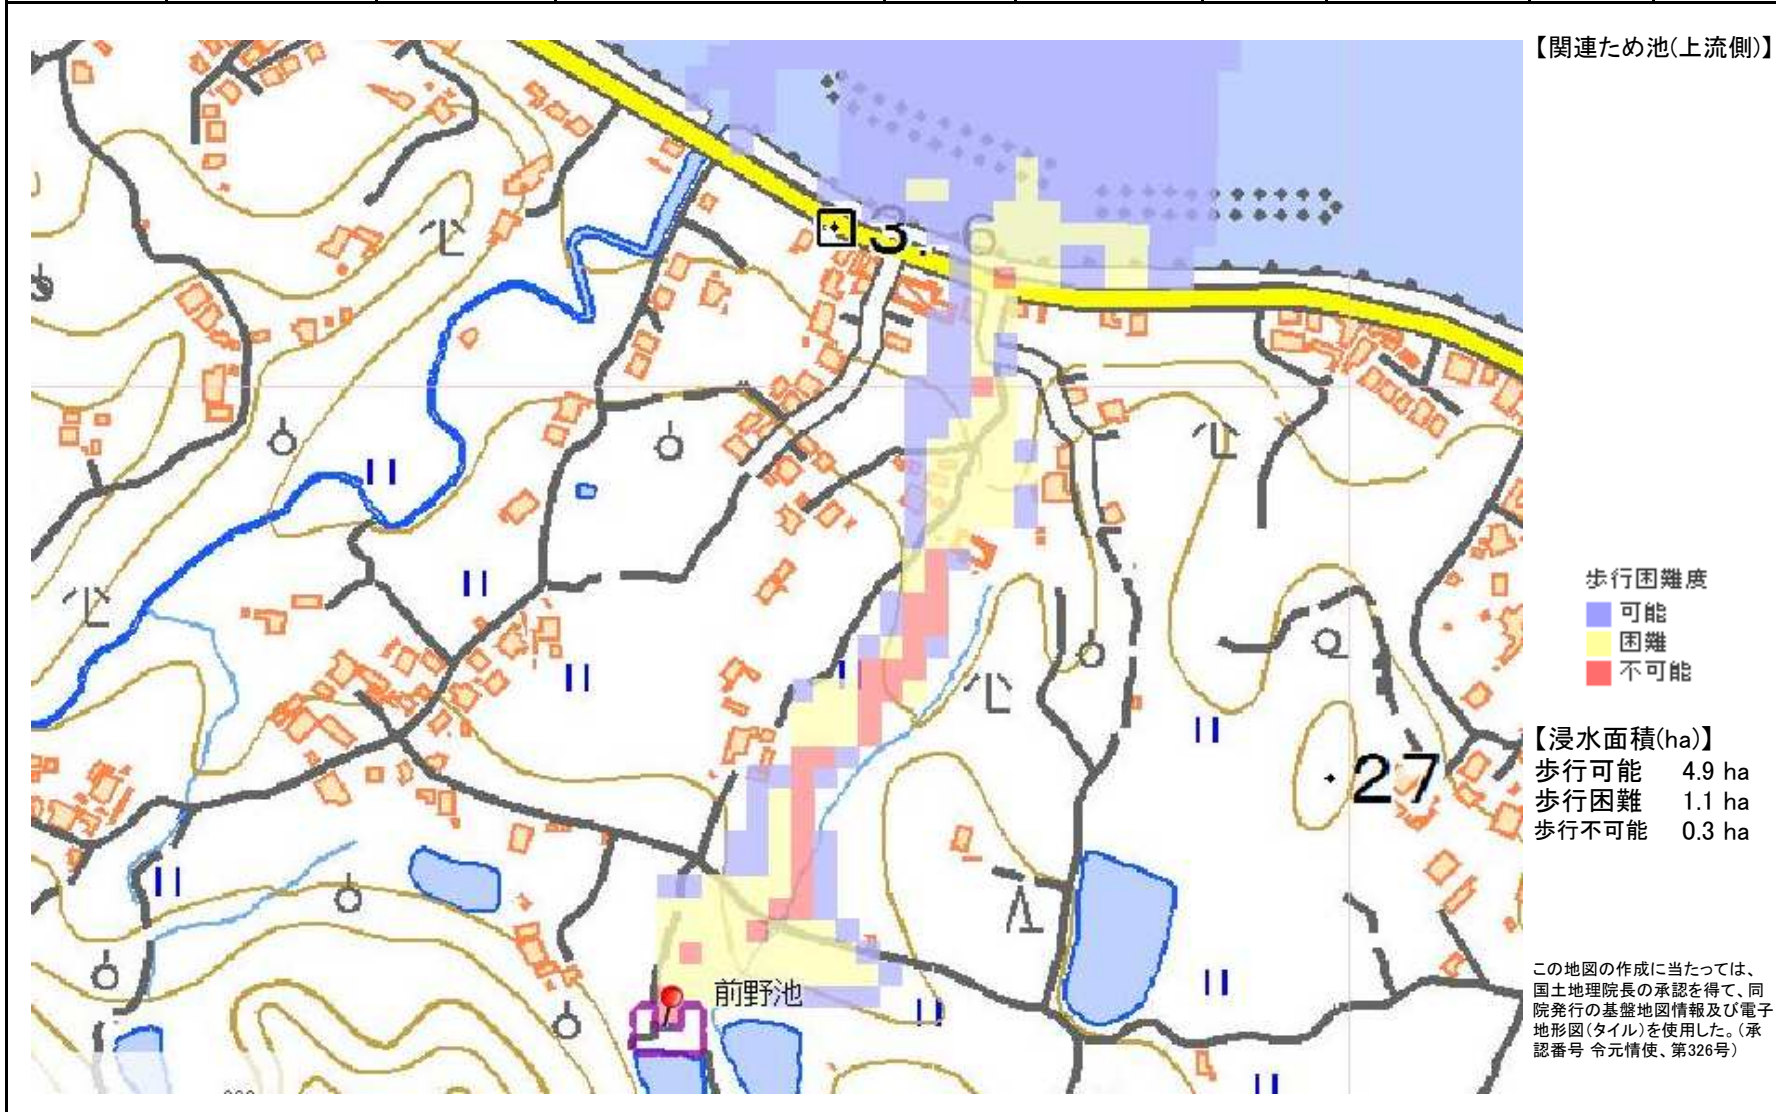 【関連ため池(上流側)】
3.6
歩行困難度
可能
困難
不可能
【浸水面積(ha)】
歩行可能 4.9 ha
歩行困難 1.1 ha
歩行不可能 0.3 ha
27
前野池
この地図の作成に当たっては、
国土地理院長の承認を得て、同
院発行の基盤地図情報及び電子
地形図(タイル)を使用した。(承
認番号 令元情使、第326号)